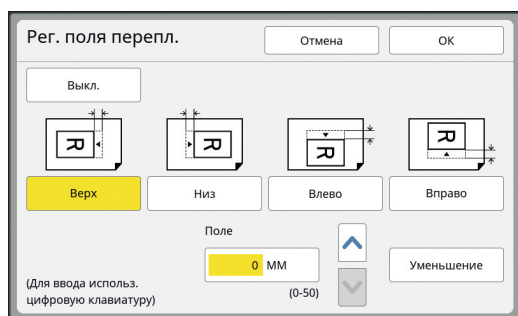 Рег. поля перепл.
Отмена
ОК
Выкл.
R R R R
Верх
Низ
Влево
Вправо
Поле
0 ММ
Уменьшение
(0-50)
(Для ввода использ.
цифровую клавиатуру)